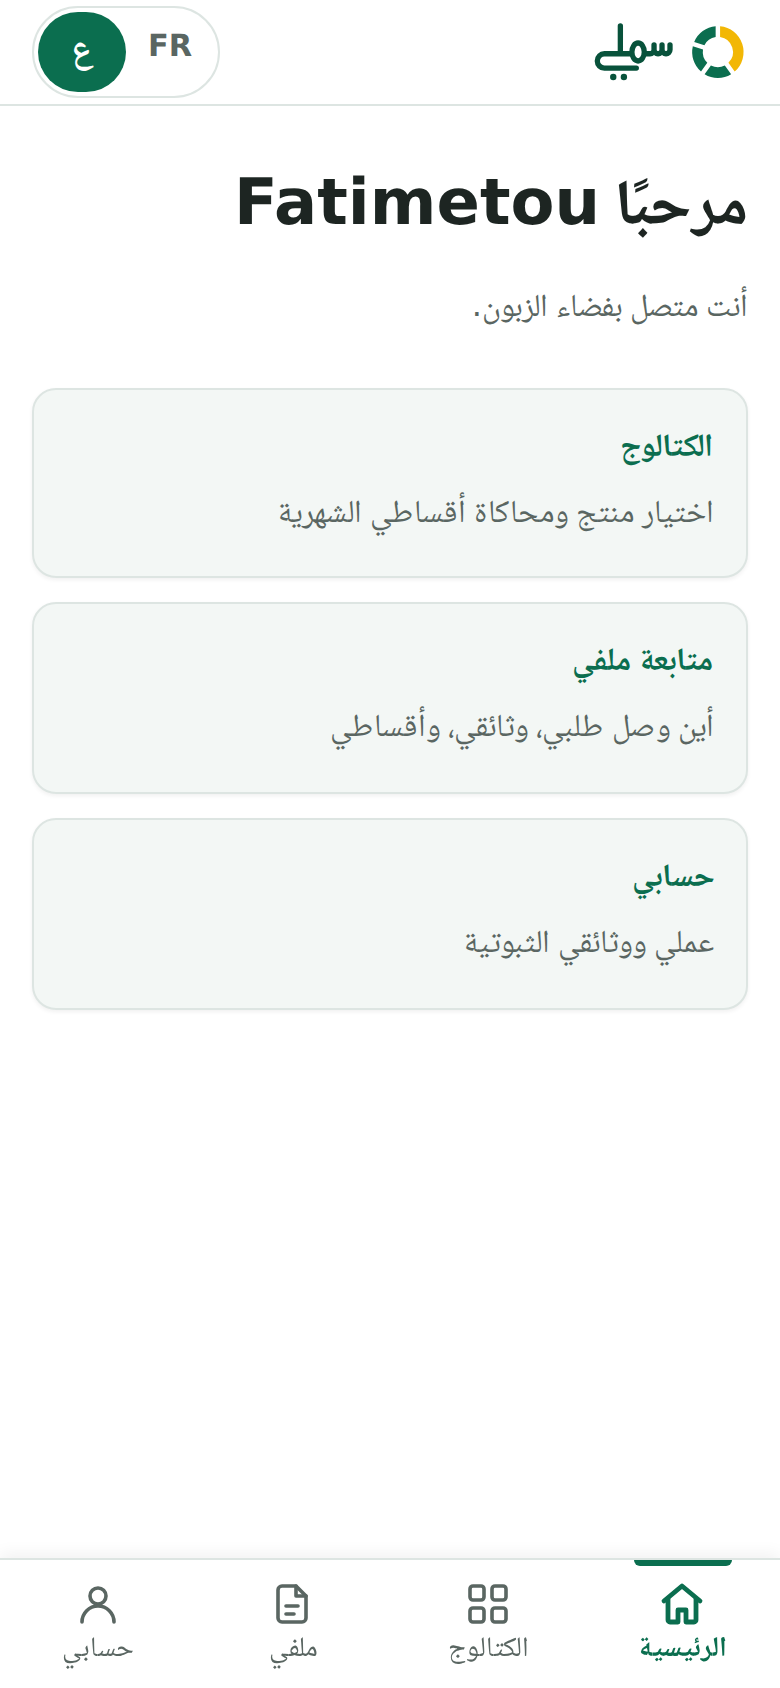 سهلي
FR
ع
مرحبًا Fatimetou
أنت متصل بفضاء الزبون.
الكتالوج
اختيار منتج ومحاكاة أقساطي الشهرية
متابعة ملفي
أين وصل طلبي، وثائقي، وأقساطي
حسابي
عملي ووثائقي الثبوتية
الرئيسية
الكتالوج
ملفي
حسابي